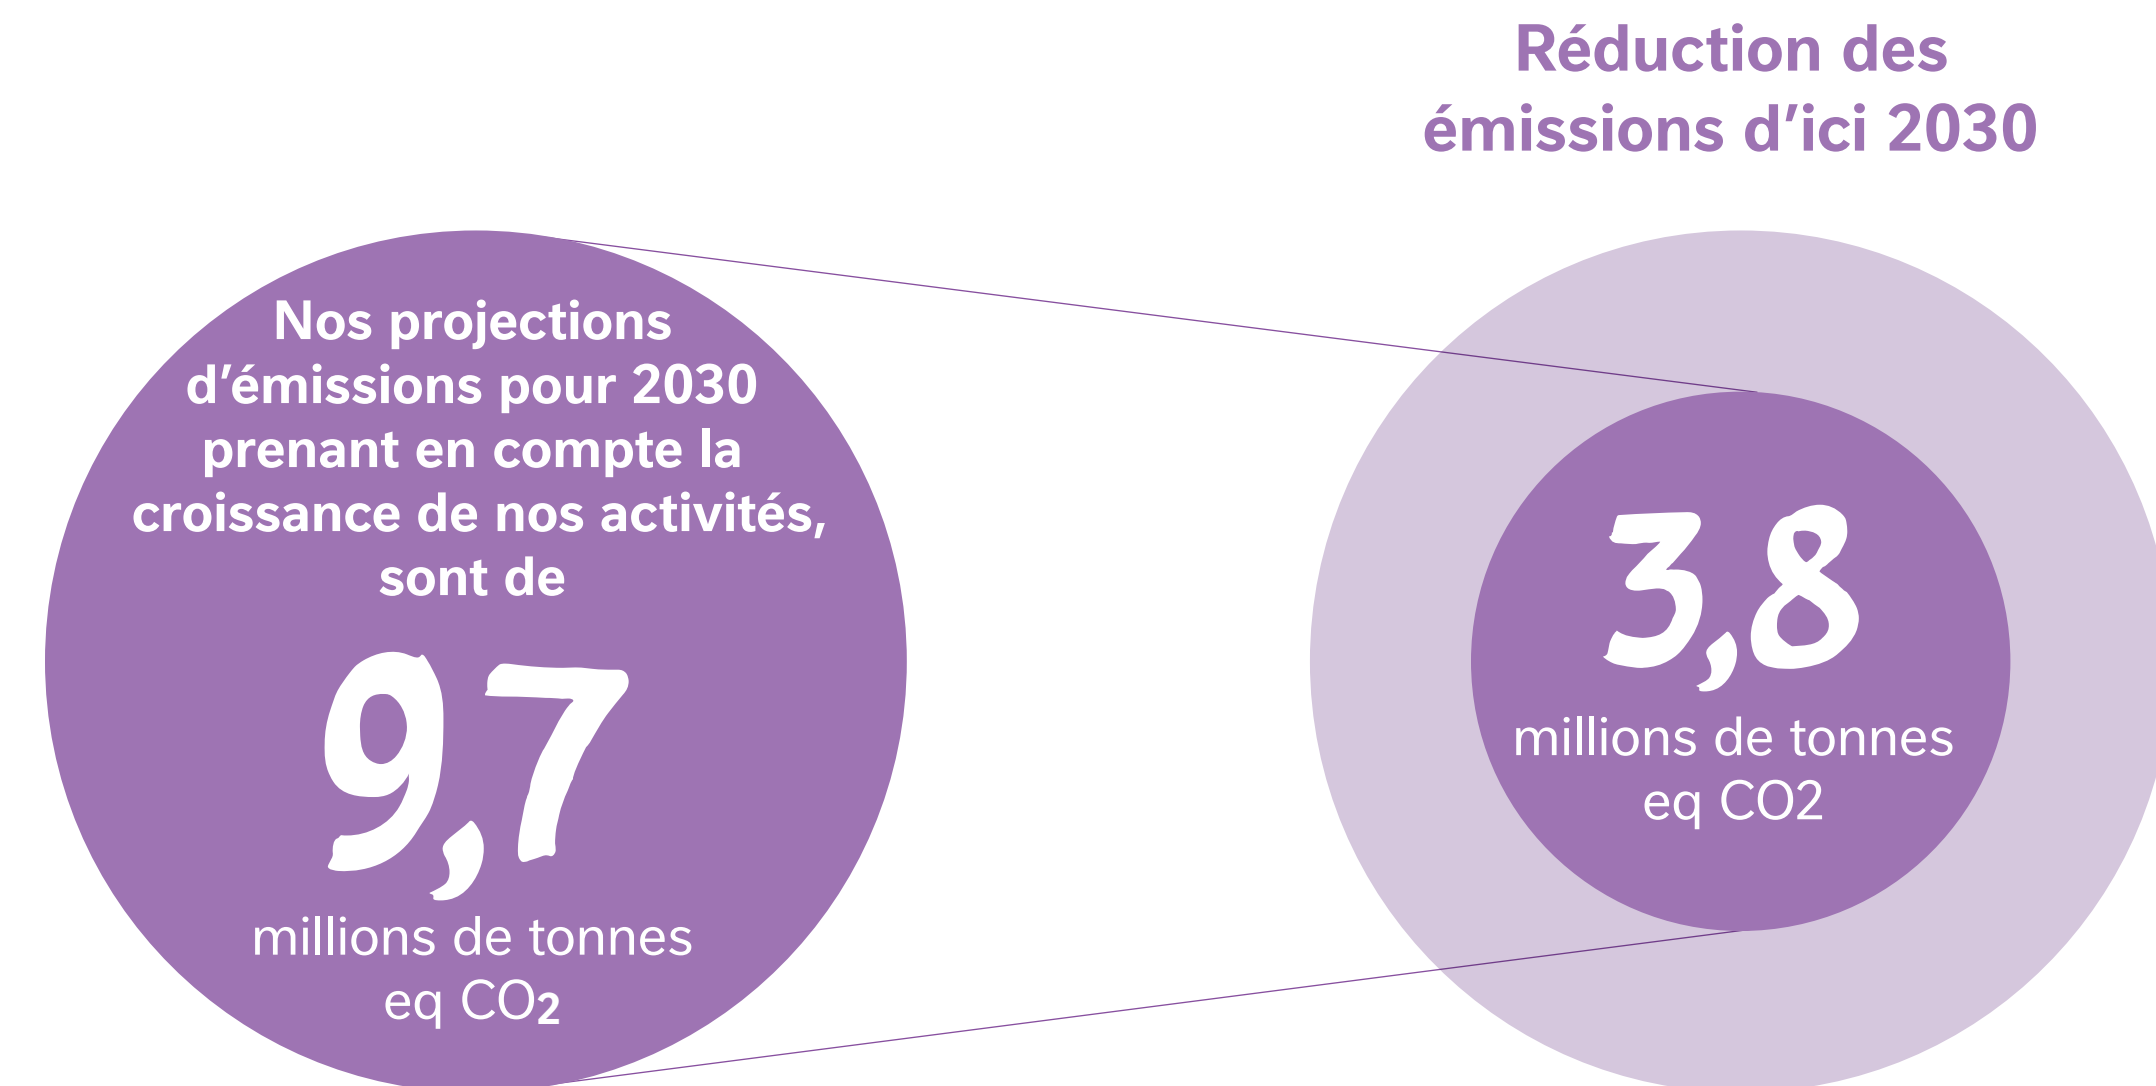 Réduction des
émissions d’ici 2030
Nos projections
d’émissions pour 2030
prenant en compte la
croissance de nos activités,
sont de
9,7
millions de tonnes
eq CO2
3,8
millions de tonnes
eq CO2